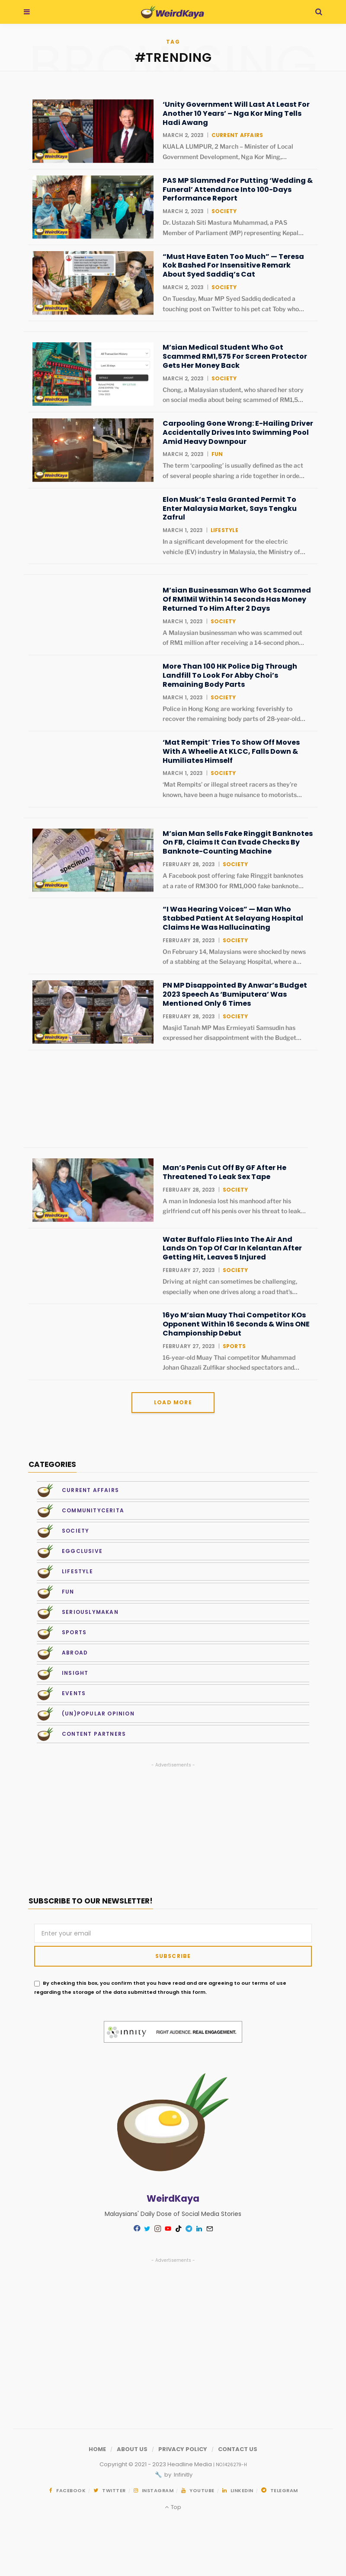 WeirdKaya
BROWSING
TAG
#TRENDING
‘Unity Government Will Last At Least For
Another 10 Years’ – Nga Kor Ming Tells
Hadi Awang
MARCH 2, 2023 | CURRENT AFFAIRS
KUALA LUMPUR, 2 March – Minister of Local
Government Development, Nga Kor Ming,…
PAS MP Slammed For Putting ‘Wedding &
Funeral’ Attendance Into 100-Days
Performance Report
MARCH 2, 2023 | SOCIETY
Dr. Ustazah Siti Mastura Muhammad, a PAS
Member of Parliament (MP) representing Kepal…
“Must Have Eaten Too Much” — Teresa
Kok Bashed For Insensitive Remark
About Syed Saddiq’s Cat
MARCH 2, 2023 | SOCIETY
On Tuesday, Muar MP Syed Saddiq dedicated a
touching post on Twitter to his pet cat Toby who…
M’sian Medical Student Who Got
Scammed RM1,575 For Screen Protector
Gets Her Money Back
MARCH 2, 2023 | SOCIETY
Chong, a Malaysian student, who shared her story
on social media about being scammed of RM1,5…
Carpooling Gone Wrong: E-Hailing Driver
Accidentally Drives Into Swimming Pool
Amid Heavy Downpour
MARCH 2, 2023 | FUN
The term ‘carpooling’ is usually defined as the act
of several people sharing a ride together in orde…
Elon Musk’s Tesla Granted Permit To
Enter Malaysia Market, Says Tengku
Zafrul
MARCH 1, 2023 | LIFESTYLE
In a significant development for the electric
vehicle (EV) industry in Malaysia, the Ministry of…
M’sian Businessman Who Got Scammed
Of RM1Mil Within 14 Seconds Has Money
Returned To Him After 2 Days
MARCH 1, 2023 | SOCIETY
A Malaysian businessman who was scammed out
of RM1 million after receiving a 14-second phon…
More Than 100 HK Police Dig Through
Landfill To Look For Abby Choi’s
Remaining Body Parts
MARCH 1, 2023 | SOCIETY
Police in Hong Kong are working feverishly to
recover the remaining body parts of 28-year-old…
‘Mat Rempit’ Tries To Show Off Moves
With A Wheelie At KLCC, Falls Down &
Humiliates Himself
MARCH 1, 2023 | SOCIETY
‘Mat Rempits’ or illegal street racers as they’re
known, have been a huge nuisance to motorists…
M’sian Man Sells Fake Ringgit Banknotes
On FB, Claims It Can Evade Checks By
Banknote-Counting Machine
FEBRUARY 28, 2023 | SOCIETY
A Facebook post offering fake Ringgit banknotes
at a rate of RM300 for RM1,000 fake banknote…
“I Was Hearing Voices” — Man Who
Stabbed Patient At Selayang Hospital
Claims He Was Hallucinating
FEBRUARY 28, 2023 | SOCIETY
On February 14, Malaysians were shocked by news
of a stabbing at the Selayang Hospital, where a…
PN MP Disappointed By Anwar’s Budget
2023 Speech As ‘Bumiputera’ Was
Mentioned Only 6 Times
FEBRUARY 28, 2023 | SOCIETY
Masjid Tanah MP Mas Ermieyati Samsudin has
expressed her disappointment with the Budget…
Man’s Penis Cut Off By GF After He
Threatened To Leak Sex Tape
FEBRUARY 28, 2023 | SOCIETY
A man in Indonesia lost his manhood after his
girlfriend cut off his penis over his threat to leak…
Water Buffalo Flies Into The Air And
Lands On Top Of Car In Kelantan After
Getting Hit, Leaves 5 Injured
FEBRUARY 27, 2023 | SOCIETY
Driving at night can sometimes be challenging,
especially when one drives along a road that’s…
16yo M’sian Muay Thai Competitor KOs
Opponent Within 16 Seconds & Wins ONE
Championship Debut
FEBRUARY 27, 2023 | SPORTS
16-year-old Muay Thai competitor Muhammad
Johan Ghazali Zulfikar shocked spectators and…
LOAD MORE
CATEGORIES
CURRENT AFFAIRS
COMMUNITYCERITA
SOCIETY
EGGCLUSIVE
LIFESTYLE
FUN
SERIOUSLYMAKAN
SPORTS
ABROAD
INSIGHT
EVENTS
(UN)POPULAR OPINION
CONTENT PARTNERS
- Advertisements -
SUBSCRIBE TO OUR NEWSLETTER!
Enter your email
SUBSCRIBE
By checking this box, you confirm that you have read and are agreeing to our terms of use
regarding the storage of the data submitted through this form.
innity RIGHT AUDIENCE. REAL ENGAGEMENT.
WeirdKaya
Malaysians' Daily Dose of Social Media Stories
- Advertisements -
HOME | ABOUT US | PRIVACY POLICY | CONTACT US
Copyright © 2021 - 2023 Headline Media | NO1426279-H
by infinity
FACEBOOK TWITTER INSTAGRAM YOUTUBE LINKEDIN TELEGRAM
Top